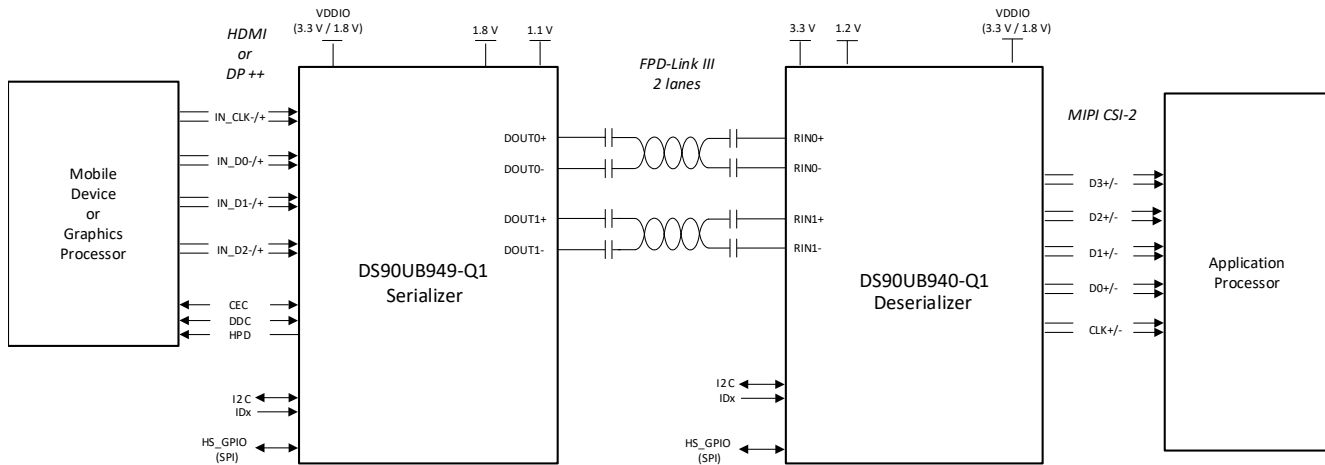 VDDIO
(3.3 V / 1.8 V)
1.8 V
1.1 V
HDMI
or
DP ++
FPD-Link III
2 lanes
3.3 V
1.2 V
VDDIO
(3.3 V / 1.8 V)
MIPI CSI-2
Mobile
Device
or
Graphics
Processor
IN_CLK-/+
IN_D0-/+
IN_D1-/+
IN_D2-/+
CEC
DDC
HPD
I2C
IDx
HS_GPIO
(SPI)
DS90UB949-Q1
Serializer
DOUT0+
DOUT0-
DOUT1+
DOUT1-
RIN0+
RIN0-
RIN1+
RIN1-
I2C
IDx
HS_GPIO
(SPI)
DS90UB940-Q1
Deserializer
D3+/-
D2+/-
D1+/-
D0+/-
CLK+/-
Application
Processor